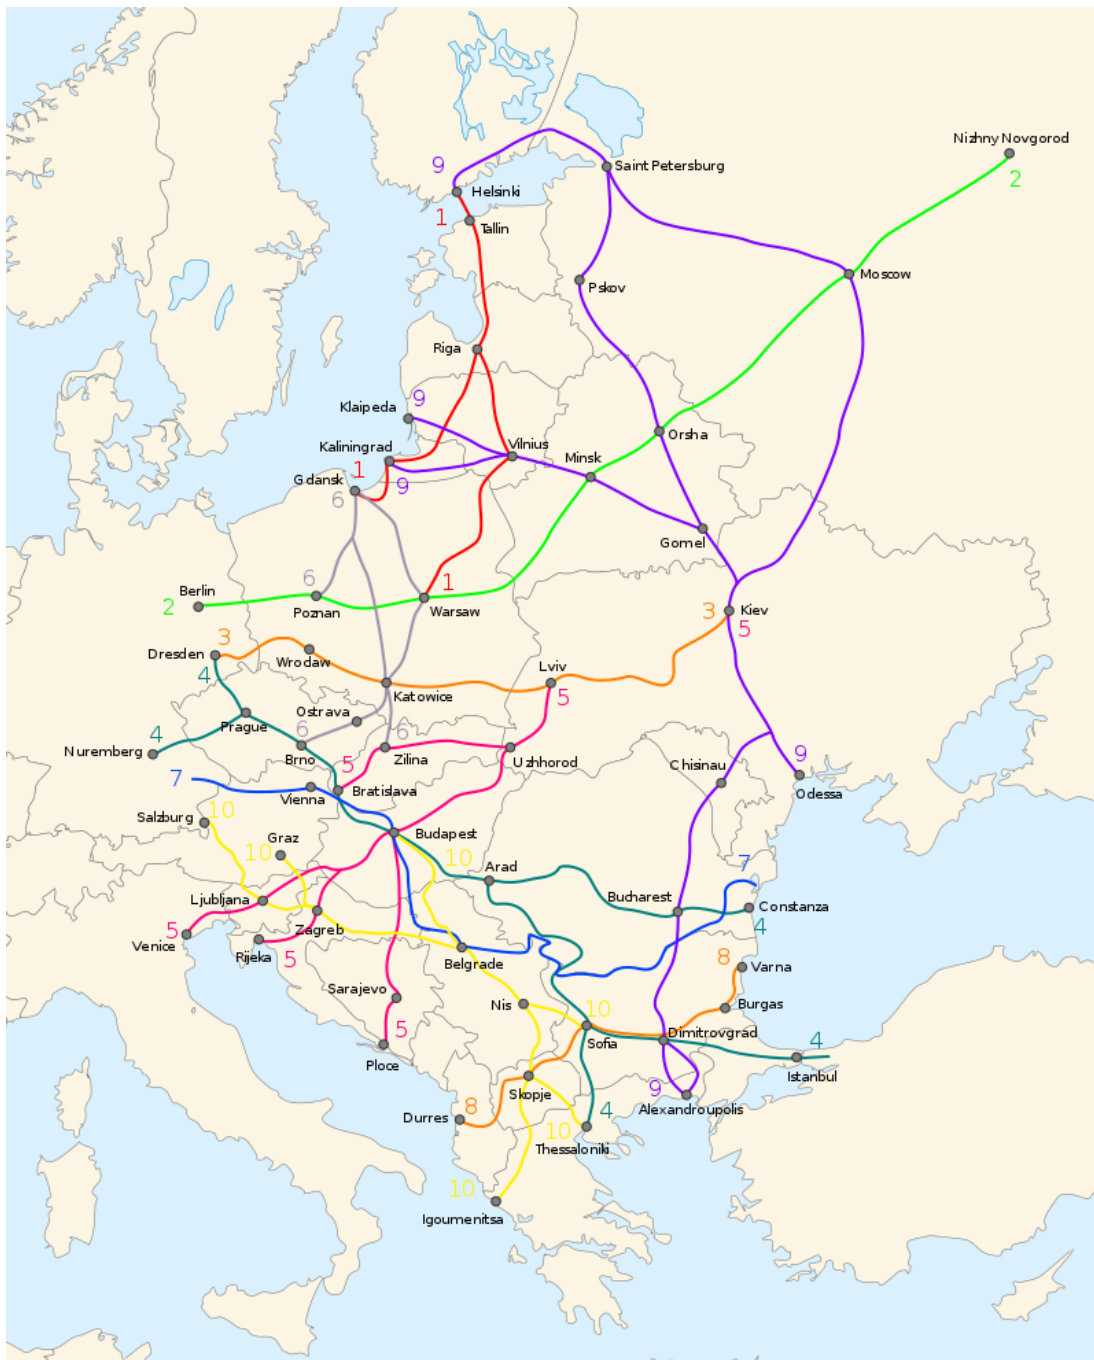 Nizhny Novgorod
9
Saint Petersburg
2
Helsinki
1
Tallin
Moscow
Pskov
Riga
9
Klaipeda
Orsha
Vilnius
Kaliningrad
Minsk
1
Gdansk
9
6
Gomel
6
1
Berlin
2
Poznan
Warsaw
3
Kiev
5
3
Dresden
Wrodaw
Lviv
4
Katowice
5
Ostrava
Prague
6
6
4
Nuremberg
Brno
Zilina
Uzhhorod
9
5
Chisinau
7
Bratislava
Odessa
Vienna
10
Salzburg
Graz
Budapest
10
10
Arad
7
Ljubljana
Bucharest
Constanza
4
5
Zagreb
Venice
Rijeka
5
Belgrade
8
Varna
Sarajevo
Nis
10
Burgas
5
Sofia
Dimitrovgrad
4
Ploce
Istanbul
Skopje
9
8
4
Alexandroupolis
Durres
10
Thessaloniki
10
Igoumenitsa